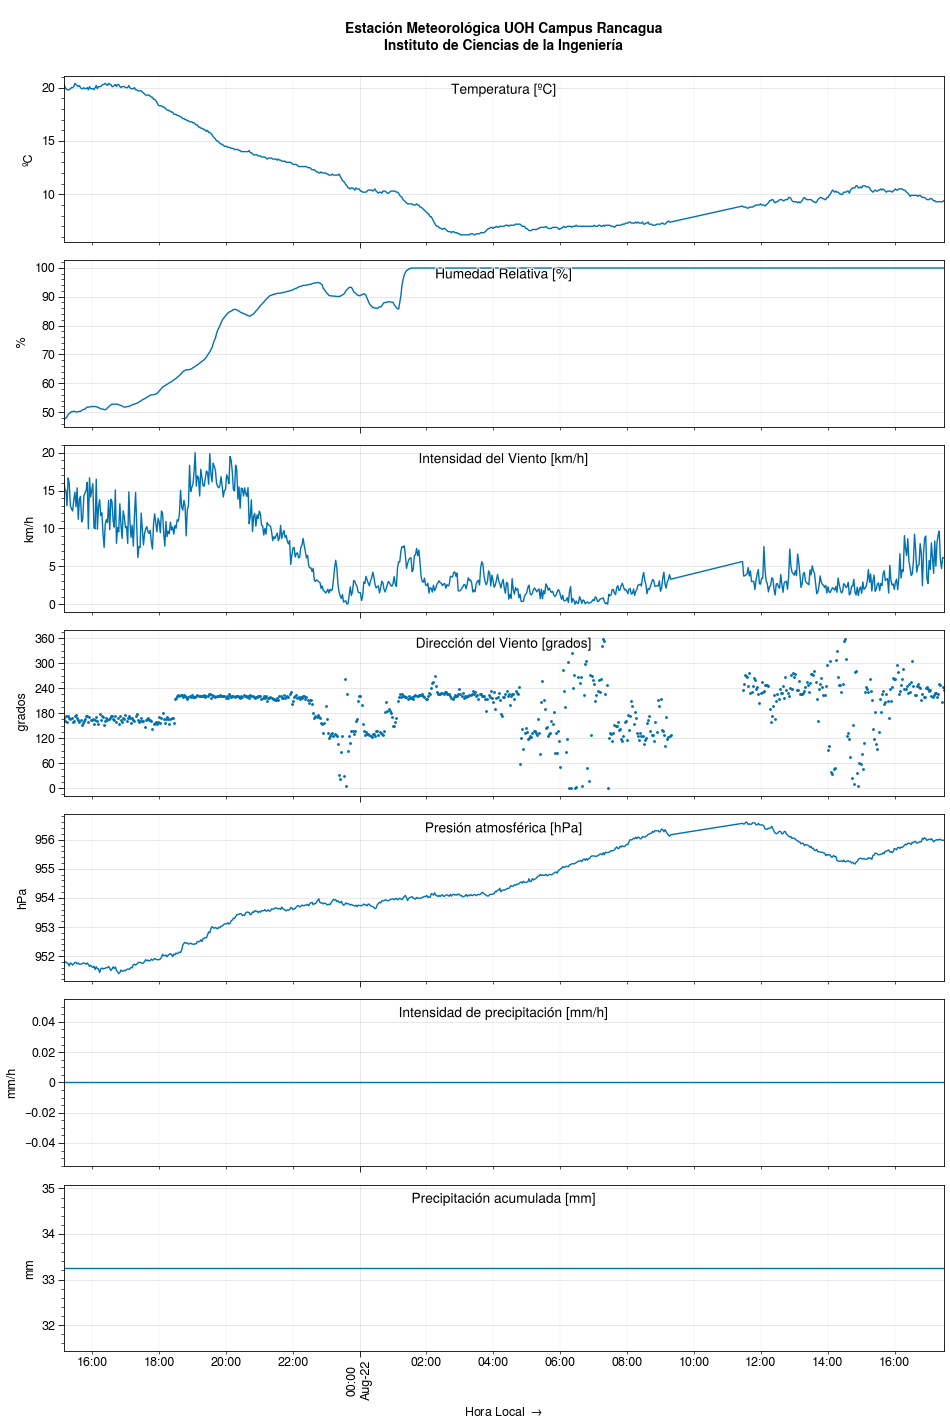 Estación Meteorológica UOH Campus Rancagua
Instituto de Ciencias de la Ingeniería
Temperatura [ºC]
20
15
10
ºC
Humedad Relativa [%]
100
90
80
70
60
50
%
Intensidad del Viento [km/h]
20
15
10
5
0
km/h
Dirección del Viento [grados]
360
300
240
180
120
60
0
grados
Presión atmosférica [hPa]
956
955
954
953
952
hPa
Intensidad de precipitación [mm/h]
0.04
0.02
0
−0.02
−0.04
mm/h
Precipitación acumulada [mm]
35
34
33
32
mm
16:00 18:00 20:00 22:00 00:00 02:00 04:00 06:00 08:00 10:00 12:00 14:00 16:00
Aug-22
Hora Local →